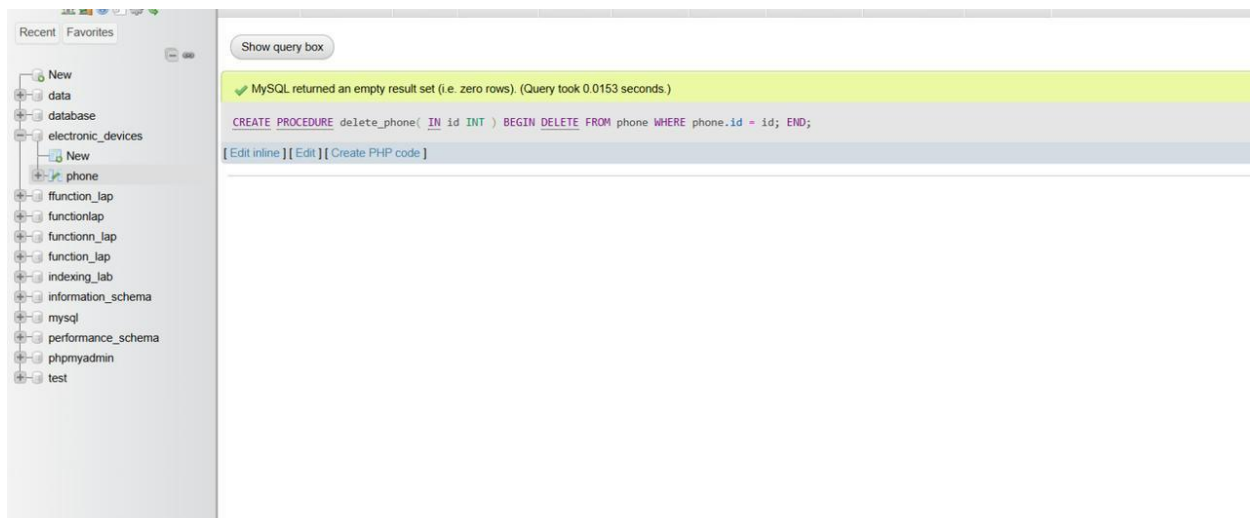 Recent Favorites
New
data
database
electronic_devices
New
phone
ffunction_lap
functionlap
functionn_lap
function_lap
indexing_lab
information_schema
mysql
performance_schema
phpmyadmin
test
Show query box
MySQL returned an empty result set (i.e. zero rows). (Query took 0.0153 seconds.)
CREATE PROCEDURE delete_phone( IN id INT ) BEGIN DELETE FROM phone WHERE phone.id = id; END;
[ Edit inline ] [ Edit ] [ Create PHP code ]